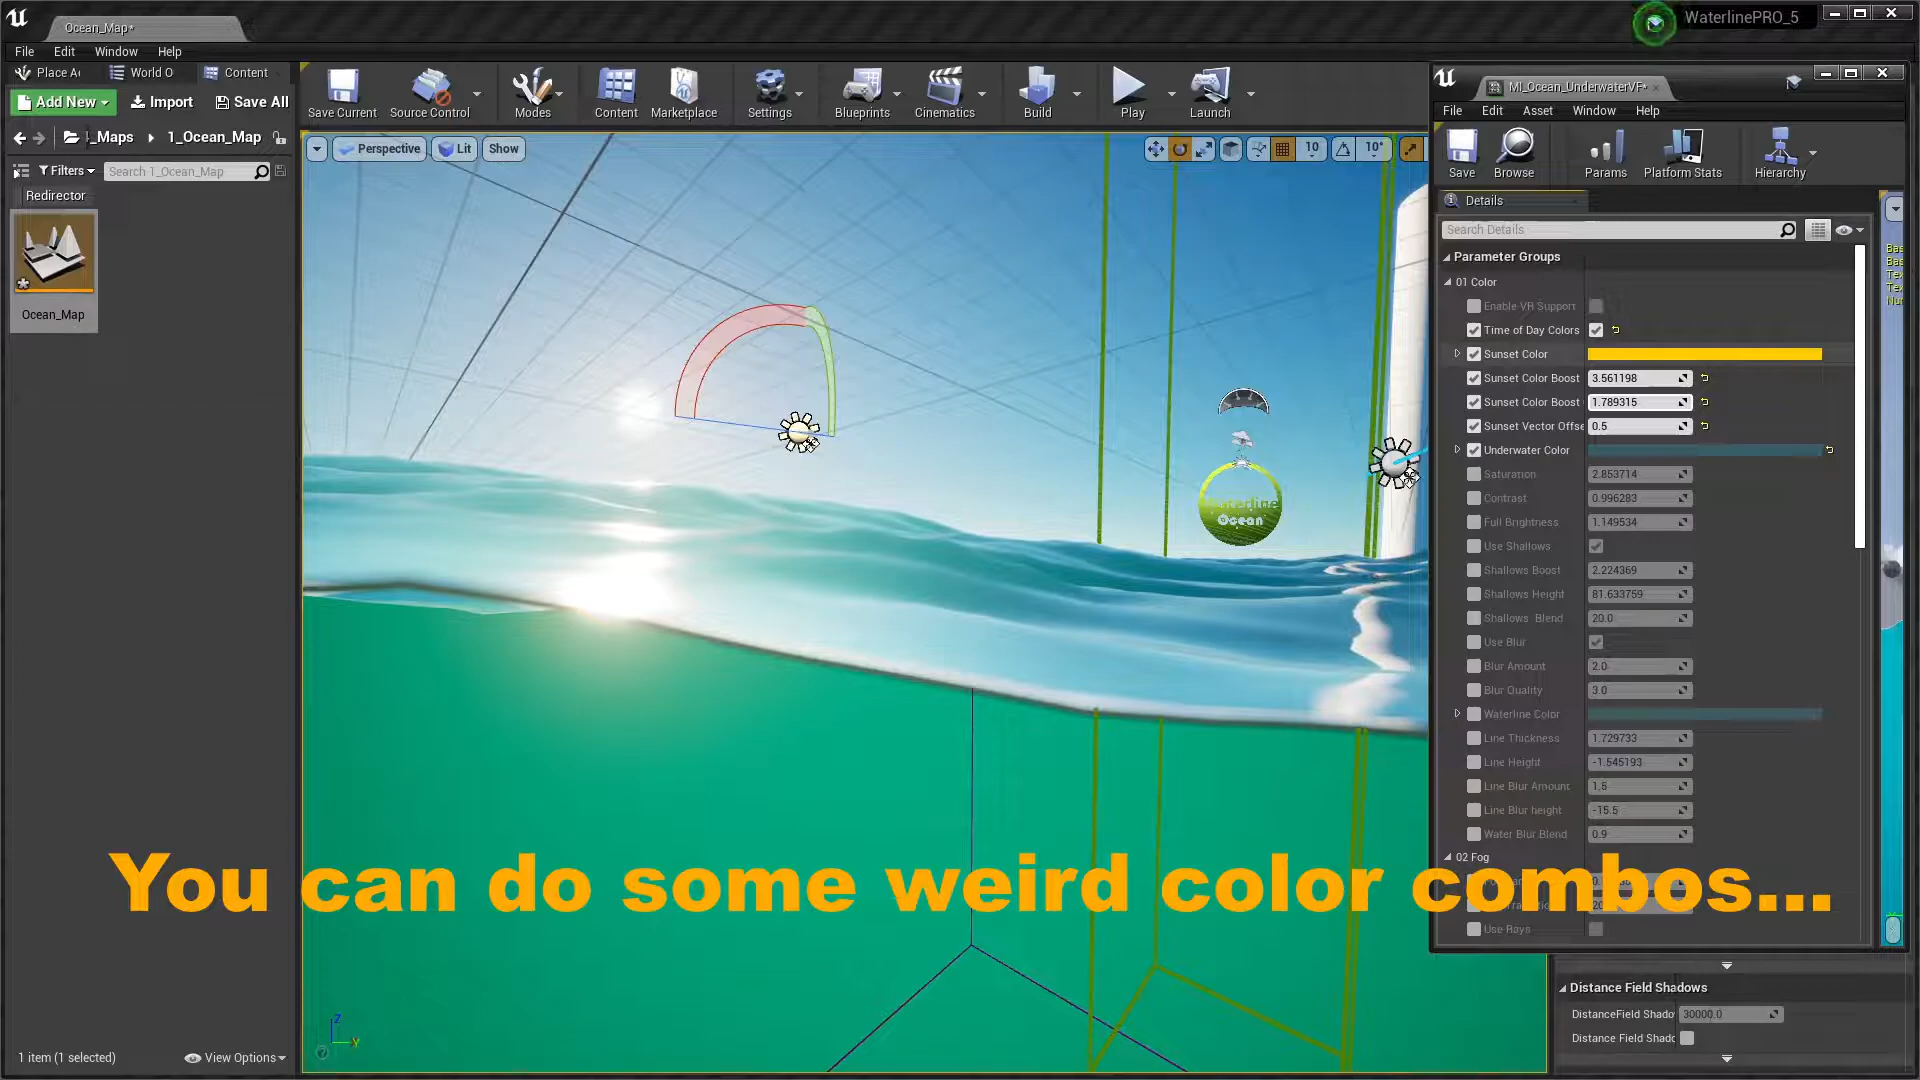 Ocean_Map*
WaterlinePRO_5
File Edit Window Help
World O
Content
Add New
Import
Save All
_Maps
1_Ocean_Map
Filters
Search 1_Ocean_Map
Redirector
Ocean_Map
1 item (1 selected)
View Options
Save Current
Source Control
Modes
Content
Marketplace
Settings
Blueprints
Cinematics
Build
Play
Launch
Perspective
Lit
Show
10
10°
Ocean
MI_Ocean_UnderwaterVF*
File Edit Asset Window Help
Save
Browse
Params
Platform Stats
Hierarchy
Details
Search Details
Parameter Groups
01 Color
Enable VR Support
Time of Day Colors
Sunset Color
Sunset Color Boost 3.561198
Sunset Color Boost 1.789315
Sunset Vector Offse 0.5
Underwater Color
Saturation 2.853714
Contrast 0.996283
Full Brightness 1.149534
Use Shallows
Shallows Boost 2.224369
Shallows Height 81.633759
Shallows Blend 20.0
Use Blur
Blur Amount 2.0
Blur Quality 3.0
Waterline Color
Line Thickness 1.729733
Line Height -1.545193
Line Blur Amount 1.5
Line Blur height -15.5
Water Blur Blend 0.9
02 Fog
You can do some weird color combos...
Use Rays
Distance Field Shadows
DistanceField Shado 30000.0
Distance Field Shadc
Z
Y